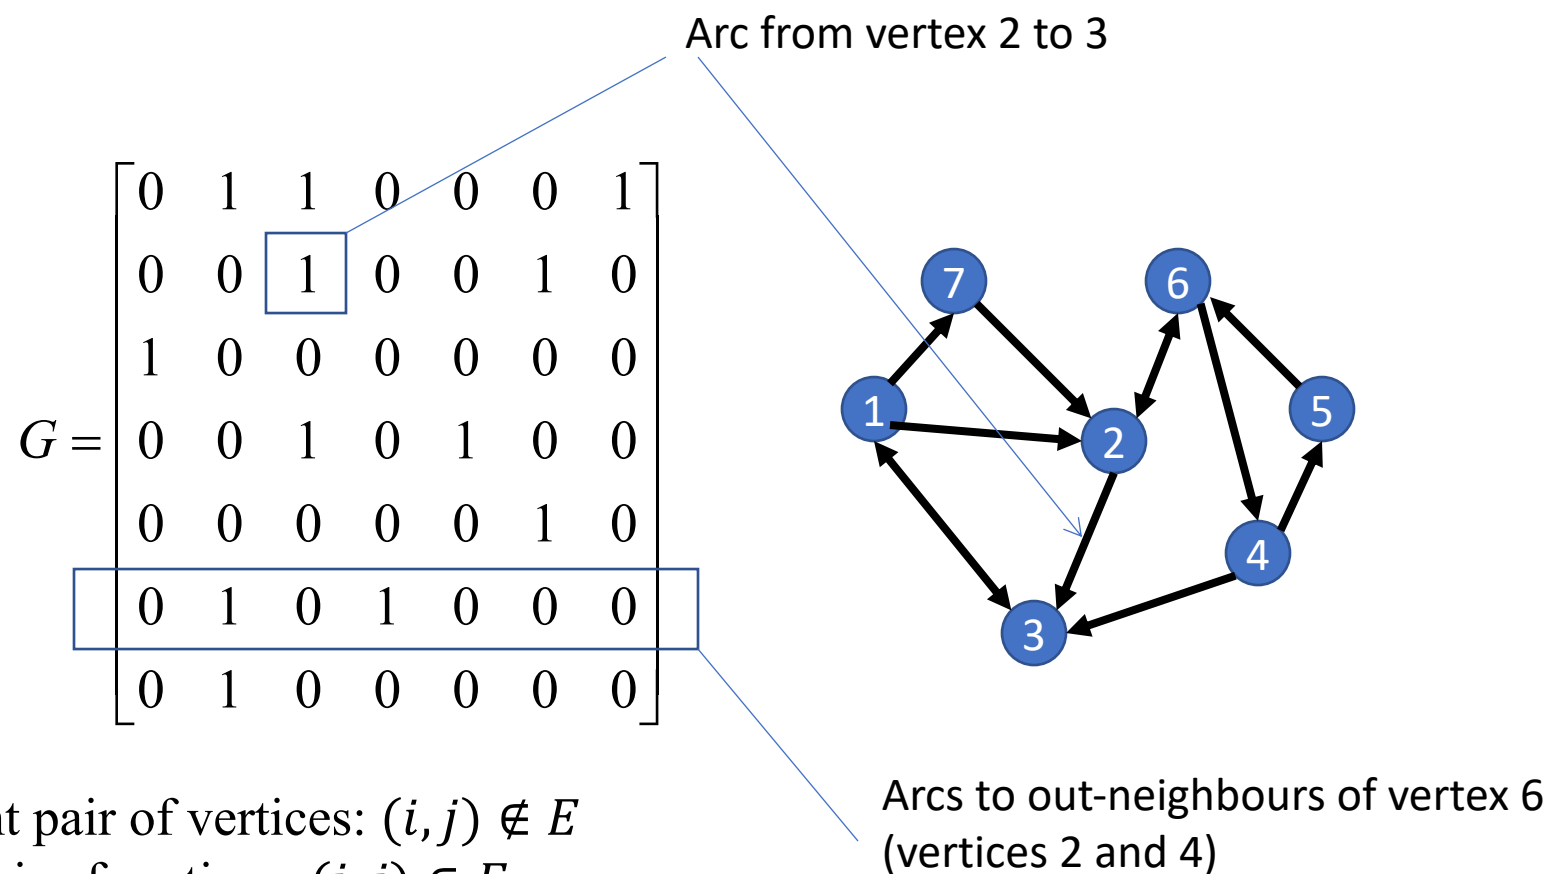 Arc from vertex 2 to 3
0 1 1 0 0 0 1
0 0 1 0 0 1 0
1 0 0 0 0 0 0
G = 0 0 1 0 1 0 0
0 0 0 0 0 1 0
0 1 0 1 0 0 0
0 1 0 0 0 0 0
7 6
1 5
2
4
3
nt pair of vertices: (i, j) ∉ E
Arcs to out-neighbours of vertex 6
(vertices 2 and 4)